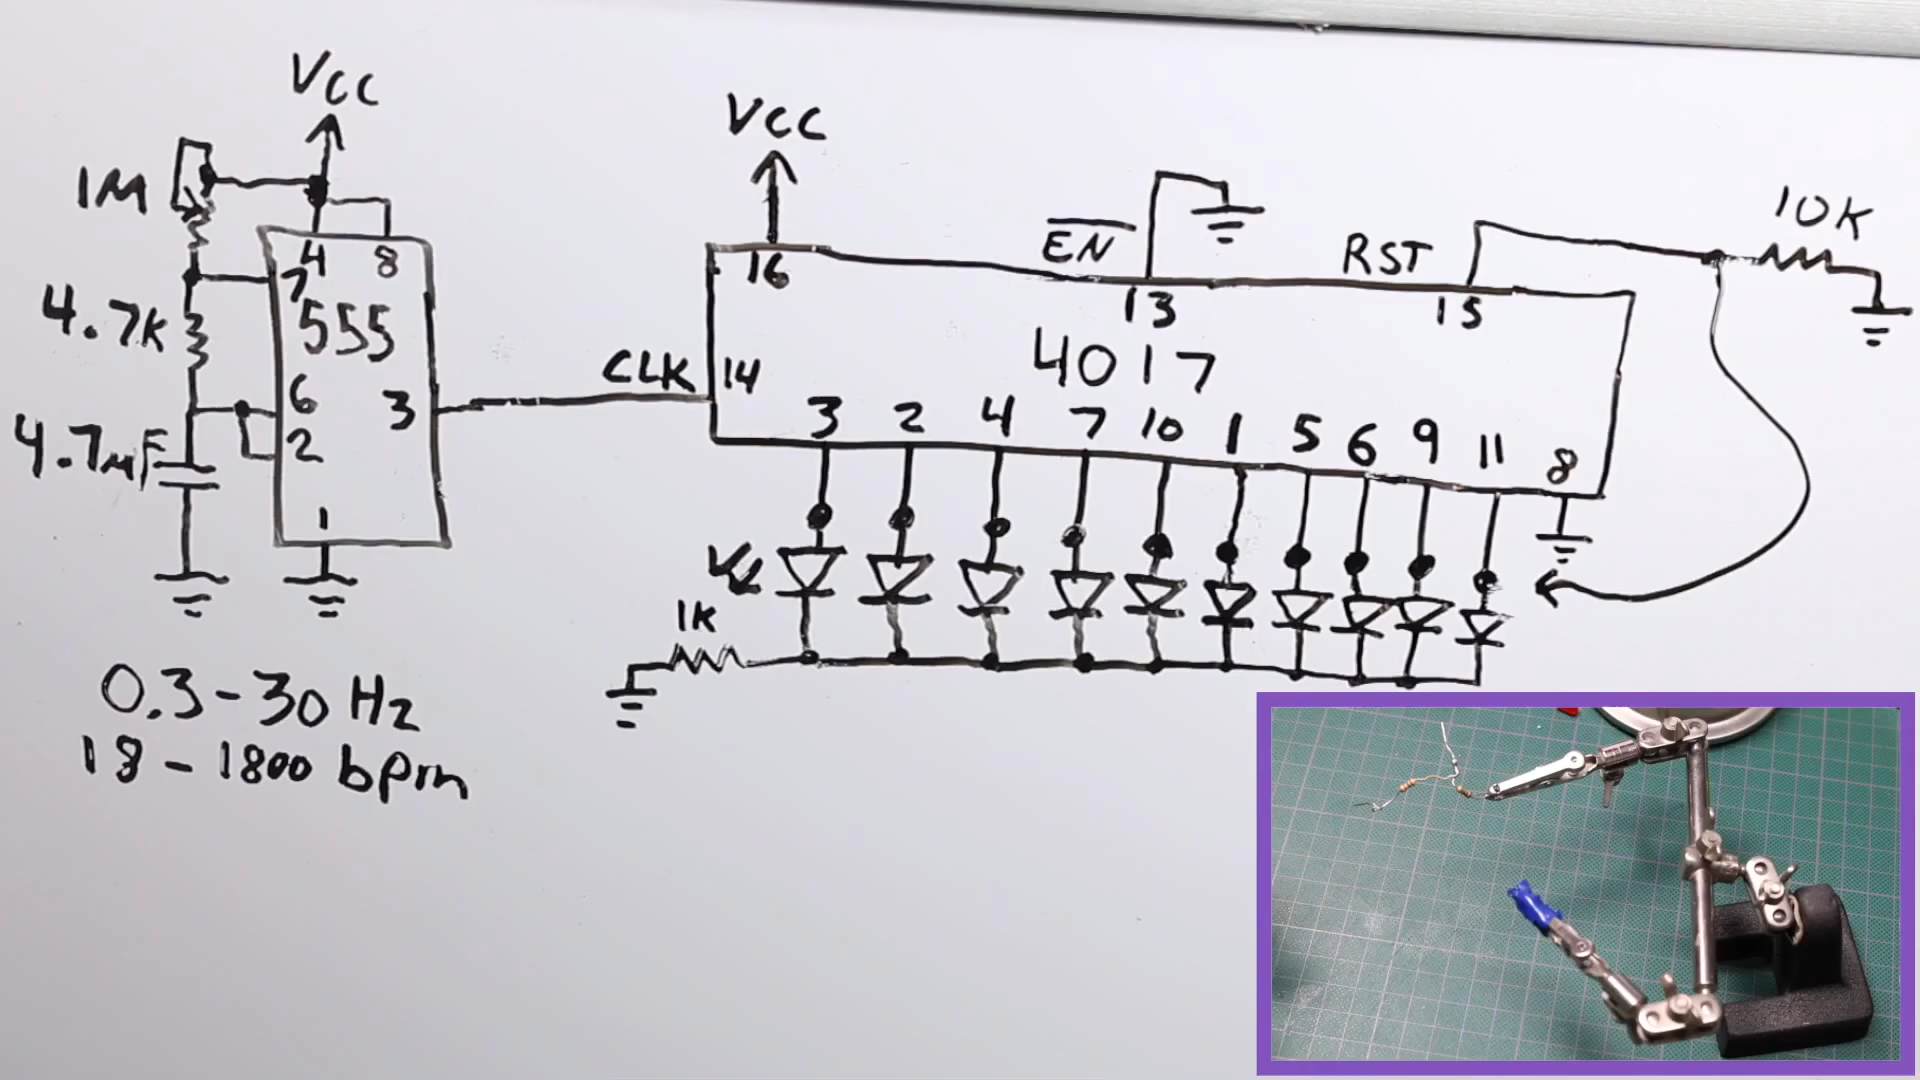 VCC
1M
4 8
7
4.7K
555
6
3
2
4.7µF
1
0.3-30 Hz
18-1800 bpm
VCC
16
EN
13
RST
15
10K
CLK
14
4017
3 2 4 7 10 1 5 6 9 11 8
1K